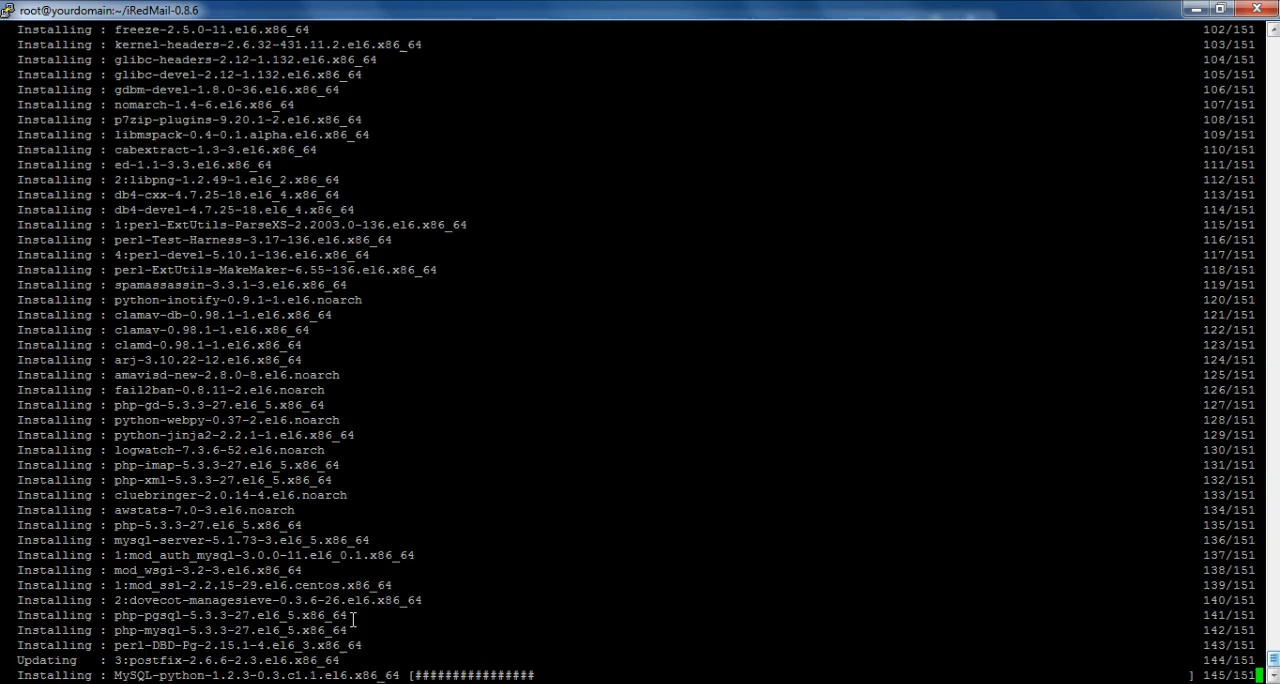 root@yourdomain:~/iRedMail-0.8.6
Installing : freeze-2.5.0-11.el6.x86_64 102/151
Installing : kernel-headers-2.6.32-431.11.2.el6.x86_64 103/151
Installing : glibc-headers-2.12-1.132.el6.x86_64 104/151
Installing : glibc-devel-2.12-1.132.el6.x86_64 105/151
Installing : gdbm-devel-1.8.0-36.el6.x86_64 106/151
Installing : nomarch-1.4-6.el6.x86_64 107/151
Installing : p7zip-plugins-9.20.1-2.el6.x86_64 108/151
Installing : libmspack-0.4-0.1.alpha.el6.x86_64 109/151
Installing : cabextract-1.3-3.el6.x86_64 110/151
Installing : ed-1.1-3.3.el6.x86_64 111/151
Installing : 2:libpng-1.2.49-1.el6_2.x86_64 112/151
Installing : db4-cxx-4.7.25-18.el6_4.x86_64 113/151
Installing : db4-devel-4.7.25-18.el6_4.x86_64 114/151
Installing : 1:perl-ExtUtils-ParseXS-2.2003.0-136.el6.x86_64 115/151
Installing : perl-Test-Harness-3.17-136.el6.x86_64 116/151
Installing : 4:perl-devel-5.10.1-136.el6.x86_64 117/151
Installing : perl-ExtUtils-MakeMaker-6.55-136.el6.x86_64 118/151
Installing : spamassassin-3.3.1-3.el6.x86_64 119/151
Installing : python-inotify-0.9.1-1.el6.noarch 120/151
Installing : clamav-db-0.98.1-1.el6.x86_64 121/151
Installing : clamav-0.98.1-1.el6.x86_64 122/151
Installing : clamd-0.98.1-1.el6.x86_64 123/151
Installing : arj-3.10.22-12.el6.x86_64 124/151
Installing : amavisd-new-2.8.0-8.el6.noarch 125/151
Installing : fail2ban-0.8.11-2.el6.noarch 126/151
Installing : php-gd-5.3.3-27.el6_5.x86_64 127/151
Installing : python-webpy-0.37-2.el6.noarch 128/151
Installing : python-jinja2-2.2.1-1.el6.x86_64 129/151
Installing : logwatch-7.3.6-52.el6.noarch 130/151
Installing : php-imap-5.3.3-27.el6_5.x86_64 131/151
Installing : php-xml-5.3.3-27.el6_5.x86_64 132/151
Installing : cluebringer-2.0.14-4.el6.noarch 133/151
Installing : awstats-7.0-3.el6.noarch 134/151
Installing : php-5.3.3-27.el6_5.x86_64 135/151
Installing : mysql-server-5.1.73-3.el6_5.x86_64 136/151
Installing : 1:mod_auth_mysql-3.0.0-11.el6_0.1.x86_64 137/151
Installing : mod_wsgi-3.2-3.el6.x86_64 138/151
Installing : 1:mod_ssl-2.2.15-29.el6.centos.x86_64 139/151
Installing : 2:dovecot-managesieve-0.3.6-26.el6.x86_64 140/151
Installing : php-pgsql-5.3.3-27.el6_5.x86_64 141/151
Installing : php-mysql-5.3.3-27.el6_5.x86_64 142/151
Installing : perl-DBD-Pg-2.15.1-4.el6_3.x86_64 143/151
Updating : 3:postfix-2.6.6-2.3.el6.x86_64 144/151
Installing : MySQL-python-1.2.3-0.3.c1.1.el6.x86_64 [################ ] 145/151